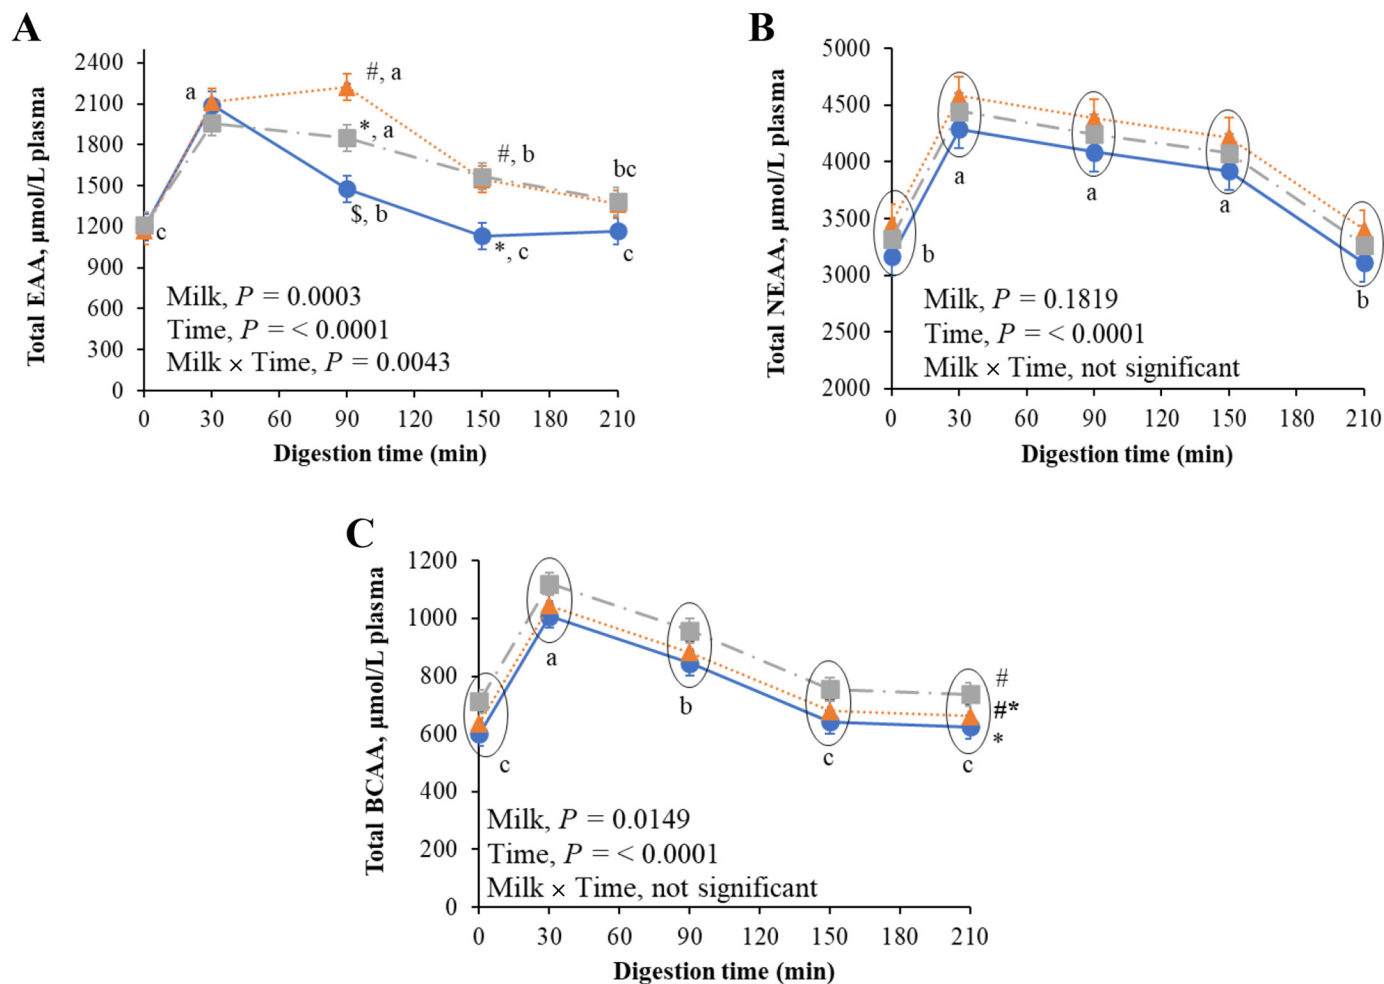 A
Total EAA, µmol/L plasma
2400
2100
1800
1500
1200
900
600
300
0
a
#, a
*, a
#, b
bc
$, b
*, c
c
c
Milk, P = 0.0003
Time, P = < 0.0001
Milk × Time, P = 0.0043
0 30 60 90 120 150 180 210
Digestion time (min)
B
Total NEAA, µmol/L plasma
5000
4500
4000
3500
3000
2500
2000
a
a
a
b
b
Milk, P = 0.1819
Time, P = < 0.0001
Milk × Time, not significant
0 30 60 90 120 150 180 210
Digestion time (min)
C
Total BCAA, µmol/L plasma
1200
1000
800
600
400
200
0
a
b
c
c
c
#
#*
*
Milk, P = 0.0149
Time, P = < 0.0001
Milk × Time, not significant
0 30 60 90 120 150 180 210
Digestion time (min)